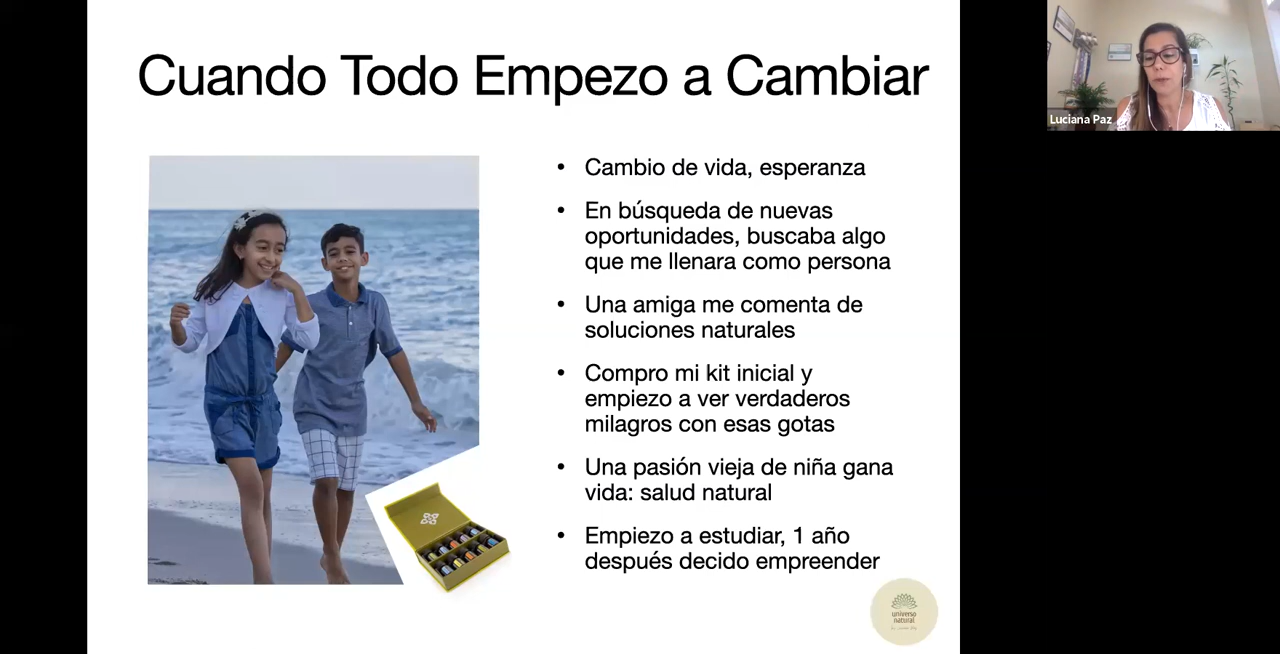 Cuando Todo Empezo a Cambiar
Luciana Paz
• Cambio de vida, esperanza
• En búsqueda de nuevas
oportunidades, buscaba algo
que me llenara como persona
• Una amiga me comenta de
soluciones naturales
• Compro mi kit inicial y
empiezo a ver verdaderos
milagros con esas gotas
• Una pasión vieja de niña gana
vida: salud natural
• Empiezo a estudiar, 1 año
después decido empreender
universo
natural